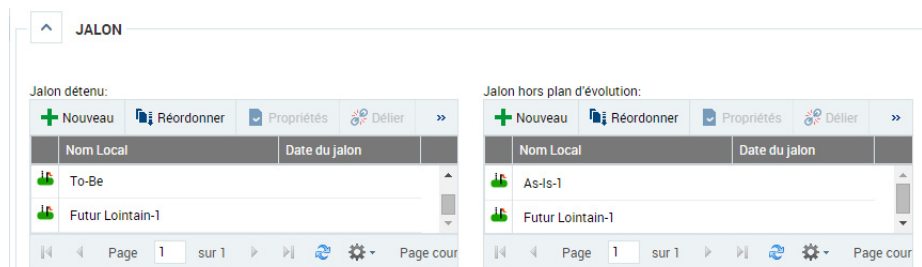 JALON
Jalon détenu:
Nouveau Réordonner Propriétés Délier »
Nom Local Date du jalon
To-Be
Futur Lointain-1
Page 1 sur 1 Page cour
Jalon hors plan d'évolution:
Nouveau Réordonner Propriétés Délier »
Nom Local Date du jalon
As-Is-1
Futur Lointain-1
Page 1 sur 1 Page cour